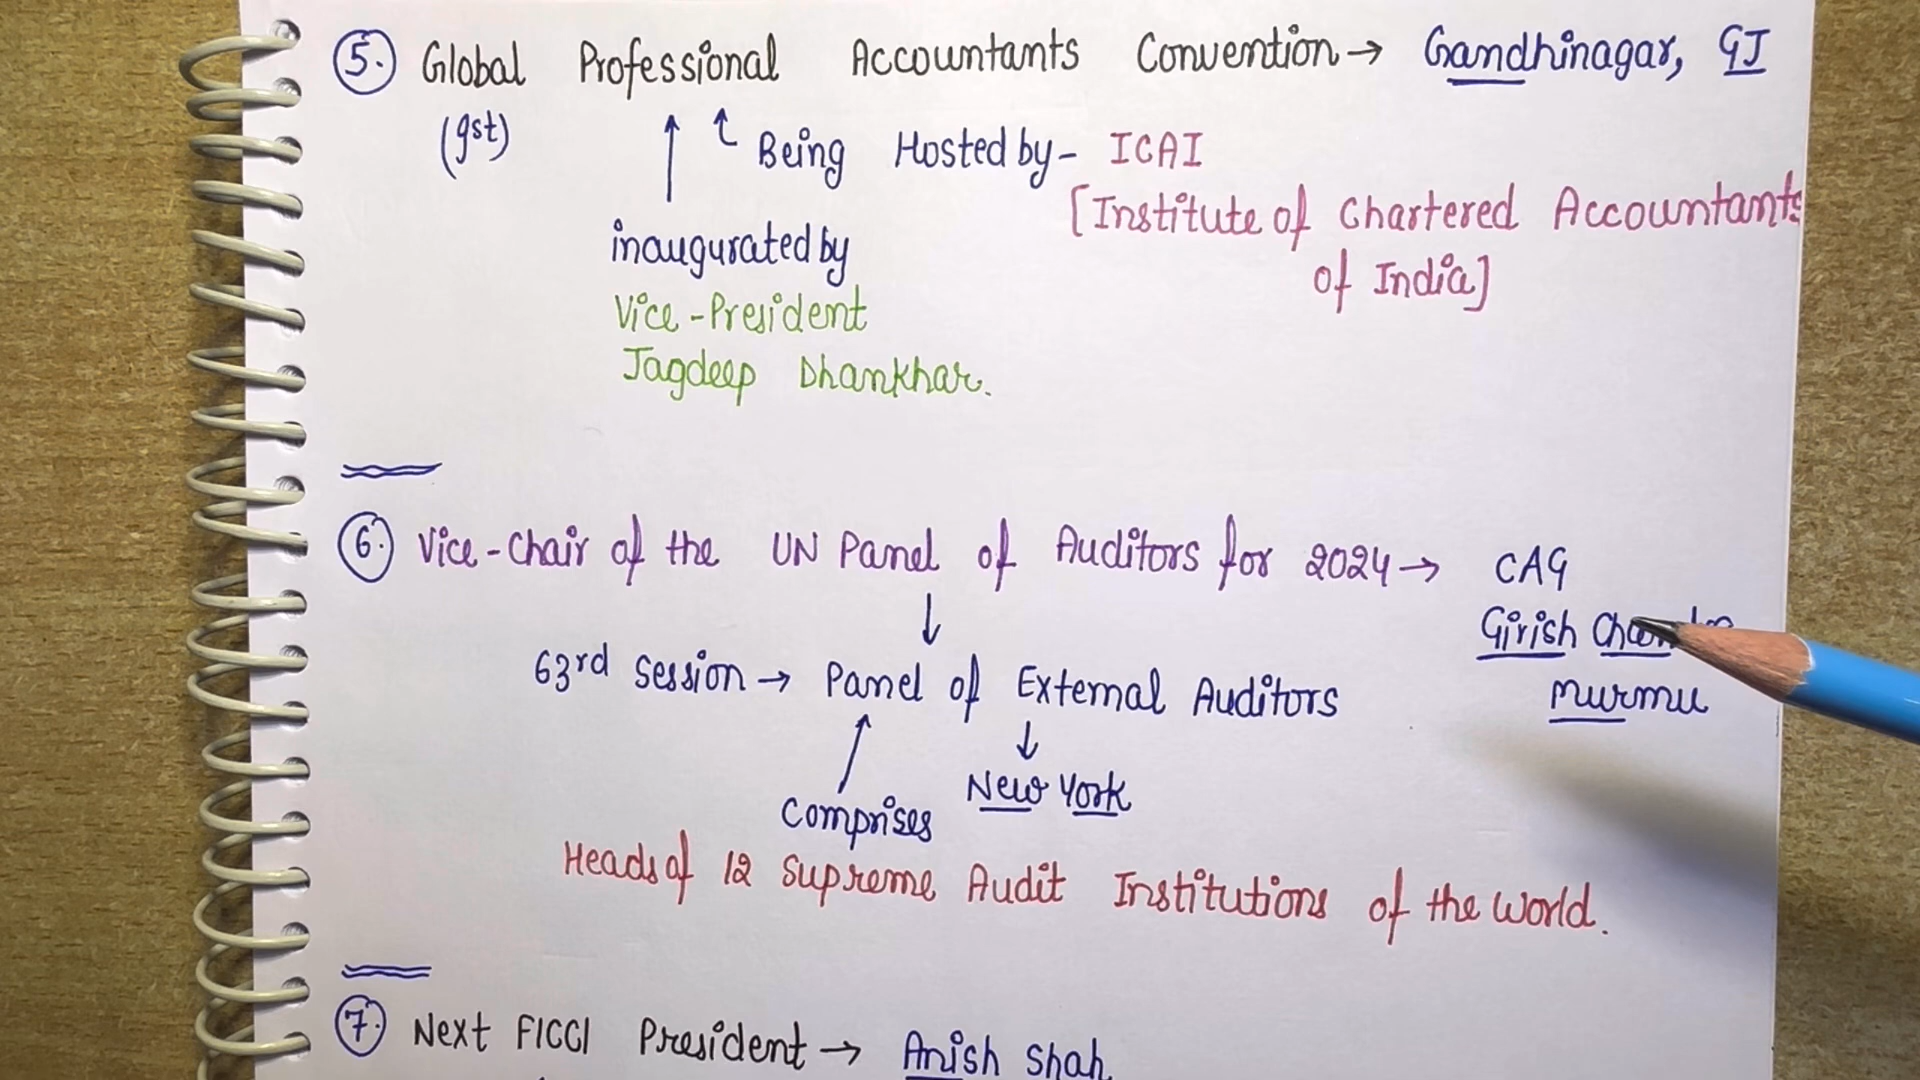 5. Global Professional Accountants Convention → Gandhinagar, GJ
(9st) Being Hosted by - ICAI
[Institute of Chartered Accountants
of India]
inaugurated by
Vice-President
Jagdeep Dhankhar.
6. Vice-Chair of the UN Panel of Auditors for 2024 → CAG
Girish
Murmu
63rd Session → Panel of External Auditors
New York
Comprises
Heads of 12 Supreme Audit Institutions of the World.
7. Next FICCI President → Anish Shah